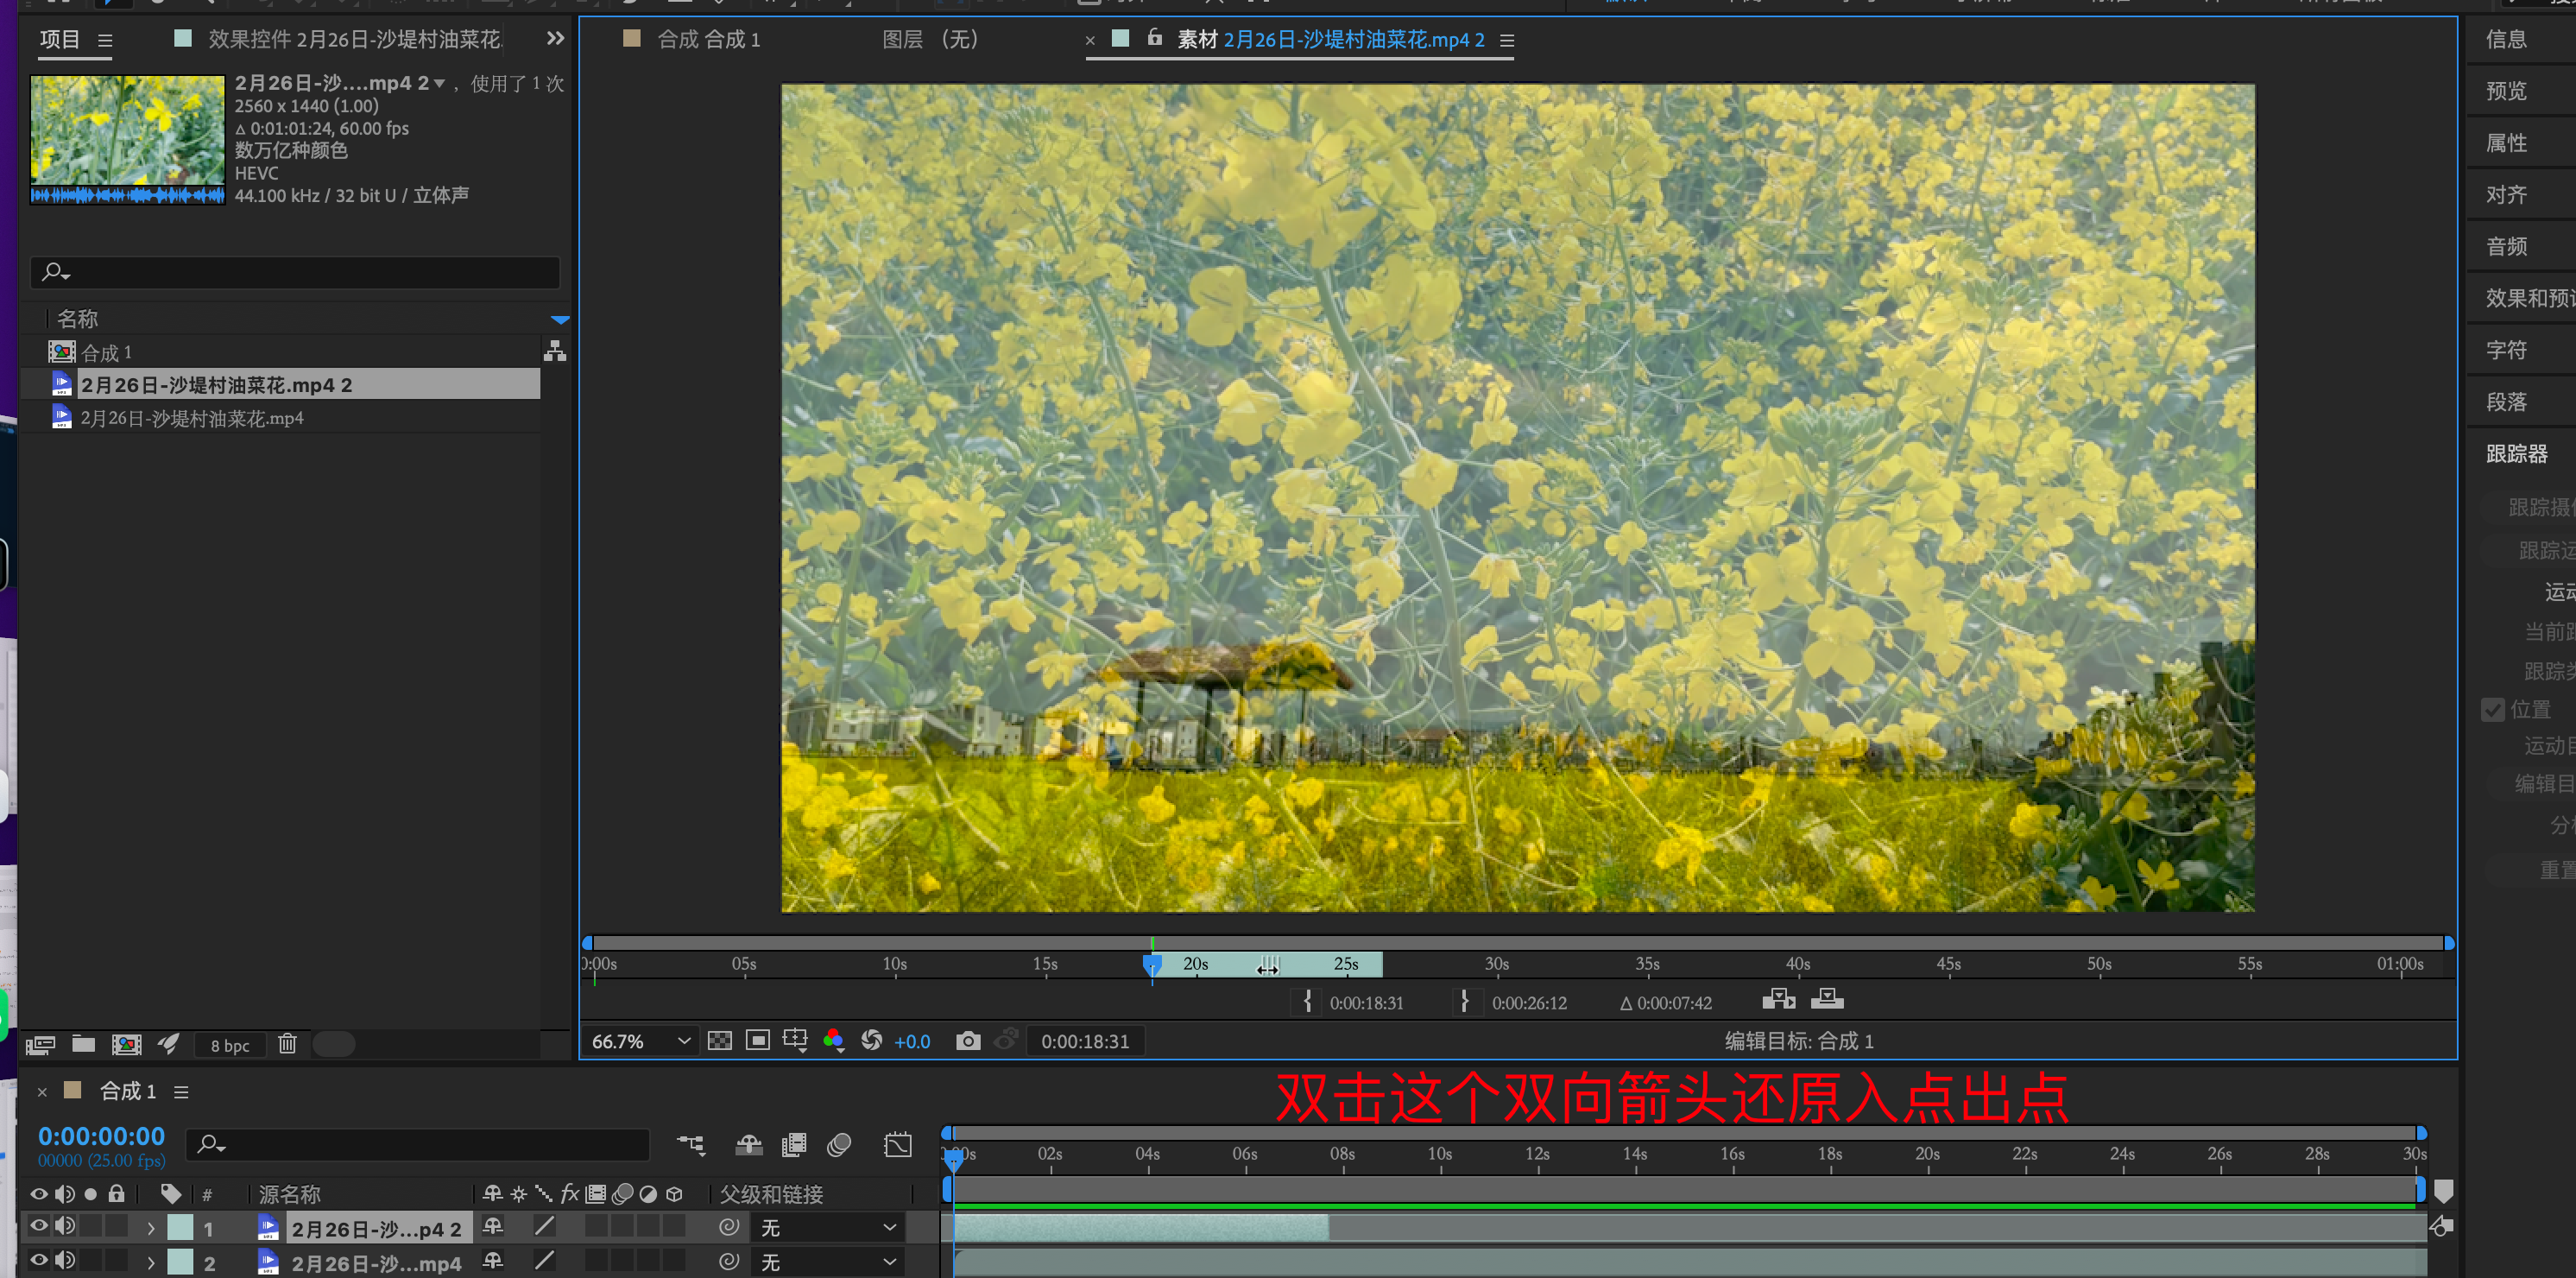 项目
效果控件 2月26日-沙堤村油菜花
合成 合成 1
图层 （无）
素材 2月26日-沙堤村油菜花.mp4 2
2月26日-沙....mp4 2 ，使用了 1 次
2560 x 1440 (1.00)
Δ 0:01:01:24, 60.00 fps
数万亿种颜色
HEVC
44.100 kHz / 32 bit U / 立体声
名称
合成 1
2月26日-沙堤村油菜花.mp4 2
2月26日-沙堤村油菜花.mp4
8 bpc
信息
预览
属性
对齐
音频
效果和预
字符
段落
跟踪器
跟踪摄
跟踪运
运动
当前跟
跟踪类
位置
运动目
编辑目
分
重置
0:00s 05s 10s 15s 20s 25s 30s 35s 40s 45s 50s 55s 01:00s
{ 0:00:18:31 } 0:00:26:12 Δ 0:00:07:42
66.7% +0.0 0:00:18:31 编辑目标: 合成 1
双击这个双向箭头还原入点出点
合成 1
0:00:00:00
00000 (25.00 fps)
00s 02s 04s 06s 08s 10s 12s 14s 16s 18s 20s 22s 24s 26s 28s 30s
# 源名称 fx 父级和链接
1 2月26日-沙...p4 2 无
2 2月26日-沙...mp4 无